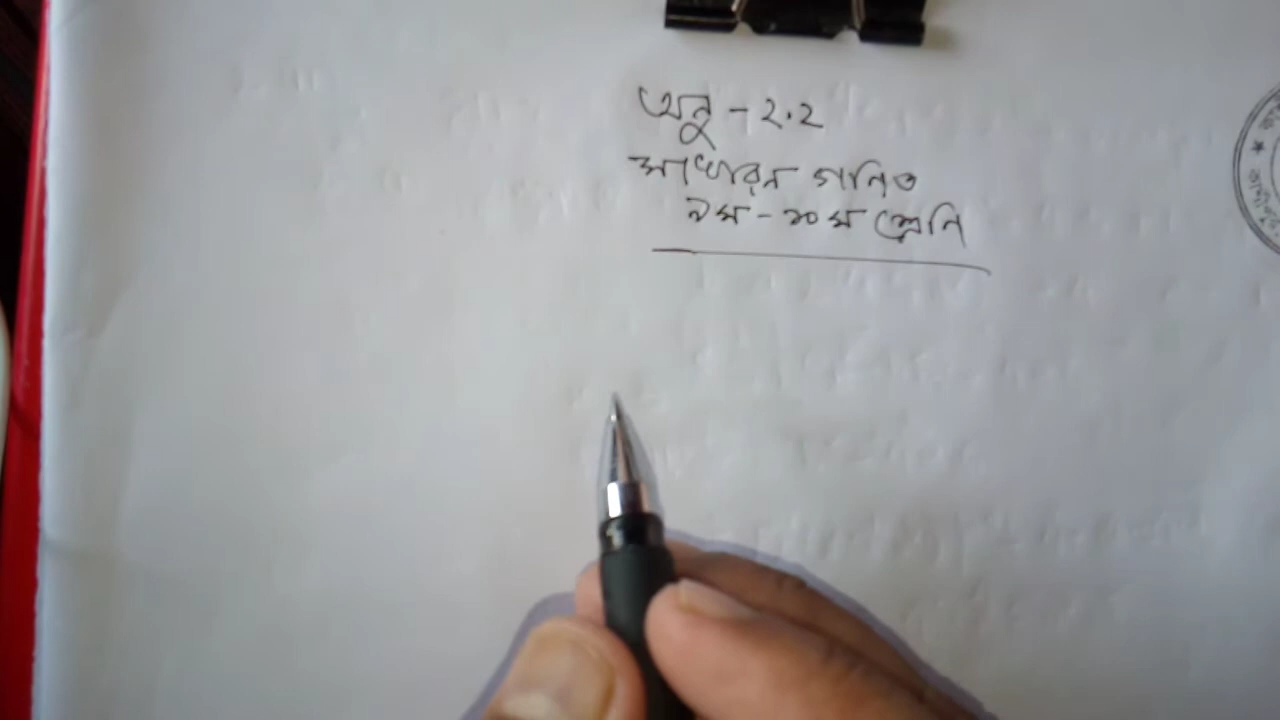 অনু - ২.২
সাধারন গনিত
৯ম - ১০ম শ্রেনি